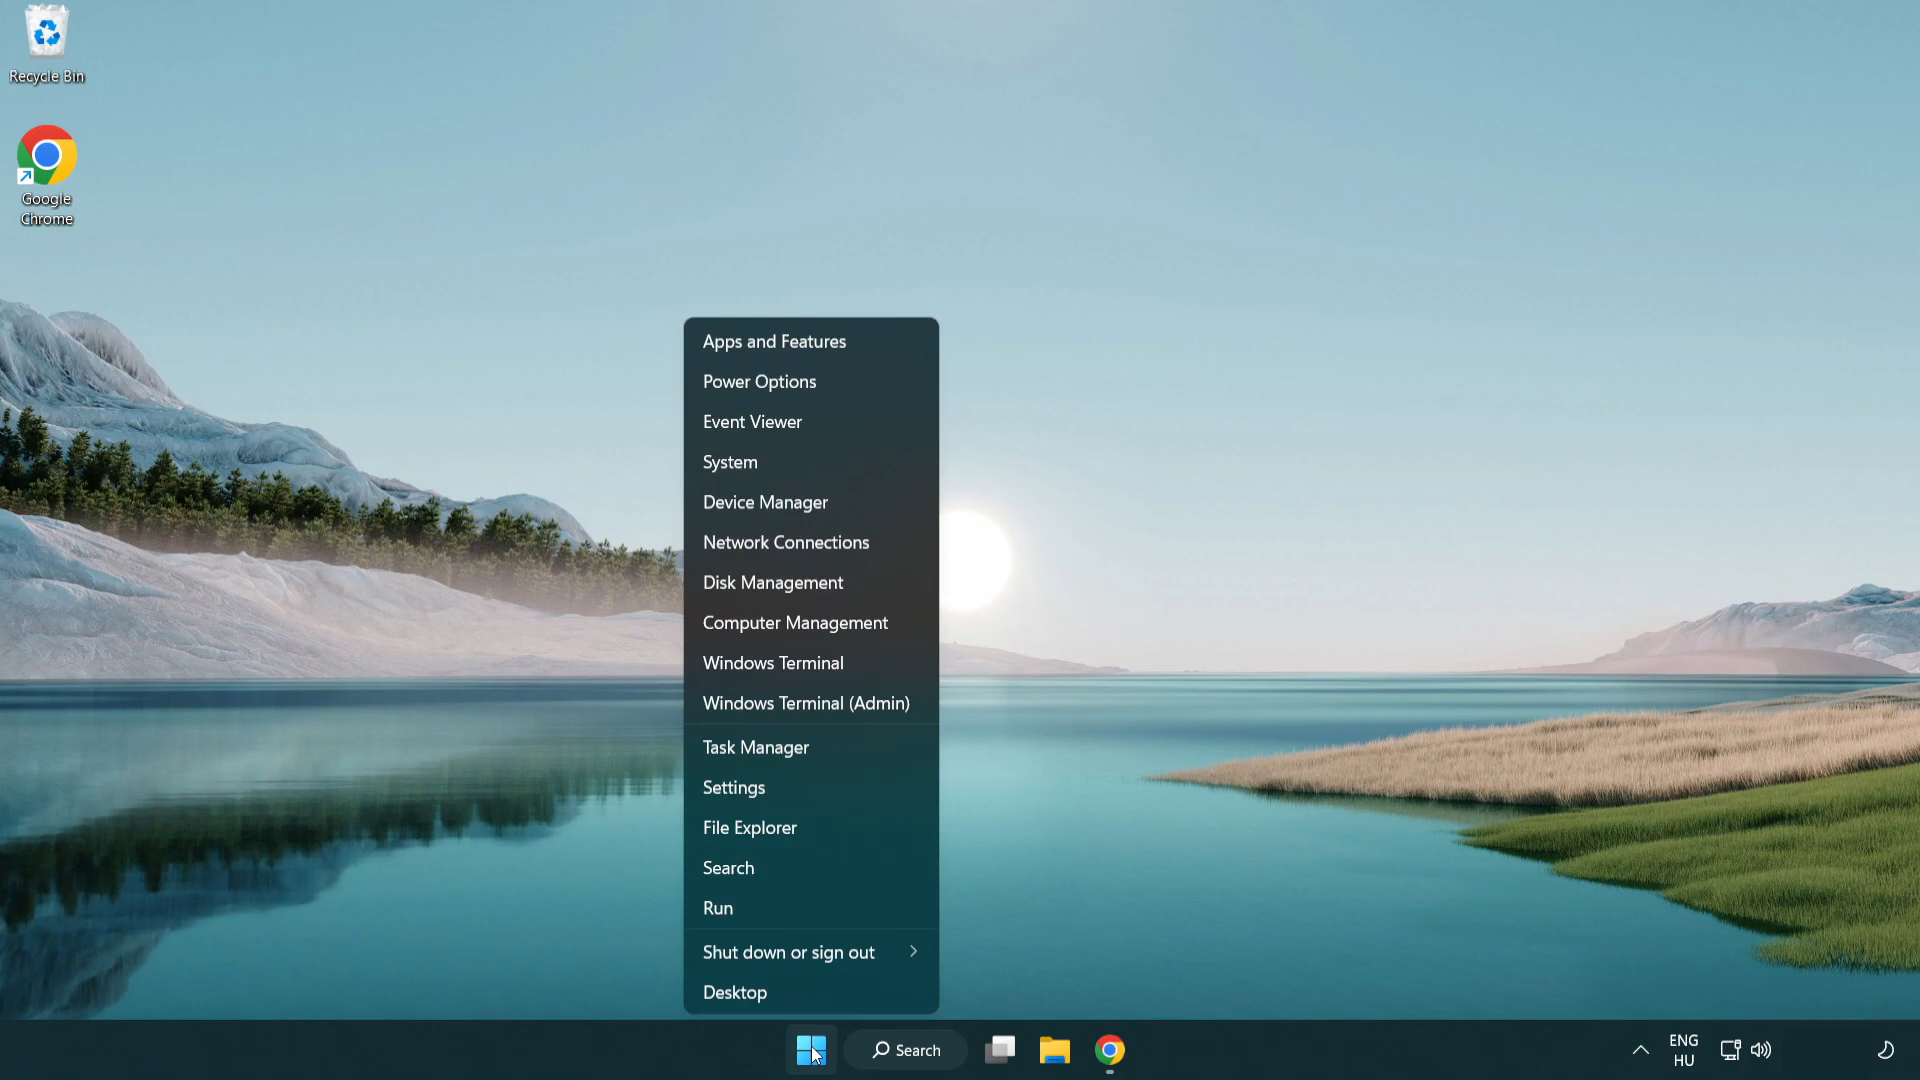 Recycle Bin
Google
Chrome
Apps and Features
Power Options
Event Viewer
System
Device Manager
Network Connections
Disk Management
Computer Management
Windows Terminal
Windows Terminal (Admin)
Task Manager
Settings
File Explorer
Search
Run
Shut down or sign out
Desktop
Search
ENG
HU